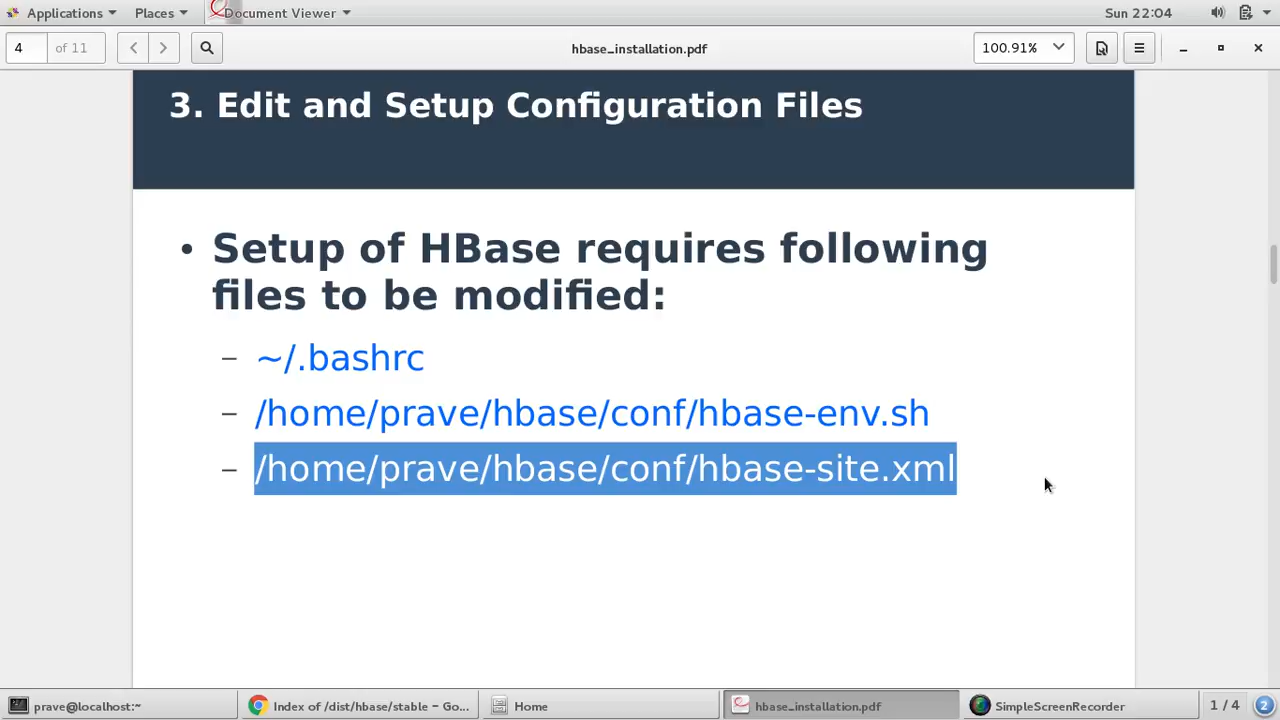 Applications Places Document Viewer Sun 22:04
4 of 11 hbase_installation.pdf 100.91%
3. Edit and Setup Configuration Files
• Setup of HBase requires following
files to be modified:
– ~/.bashrc
– /home/prave/hbase/conf/hbase-env.sh
– /home/prave/hbase/conf/hbase-site.xml
prave@localhost:~ Index of /dist/hbase/stable – Go... Home hbase_installation.pdf SimpleScreenRecorder 1 / 4 2